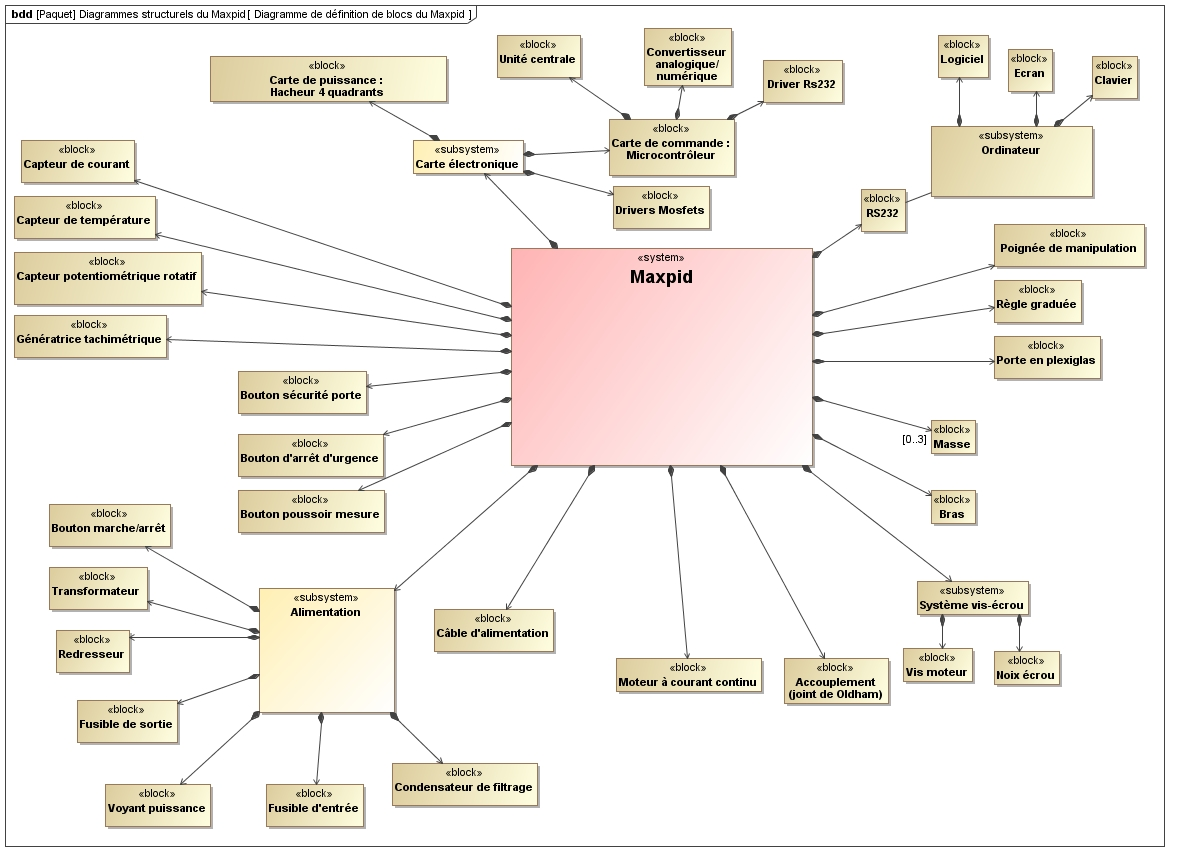 bdd [Paquet] Diagrammes structurels du Maxpid[ Diagramme de définition de blocs du Maxpid ]
«block»
Carte de puissance :
Hacheur 4 quadrants
«block»
Unité centrale
«block»
Convertisseur
analogique/
numérique
«block»
Driver Rs232
«block»
Logiciel
«block»
Ecran
«block»
Clavier
«subsystem»
Carte électronique
«block»
Carte de commande :
Microcontrôleur
«block»
Drivers Mosfets
«subsystem»
Ordinateur
«block»
RS232
«block»
Capteur de courant
«block»
Capteur de température
«block»
Capteur potentiométrique rotatif
«block»
Génératrice tachimétrique
«system»
Maxpid
«block»
Poignée de manipulation
«block»
Règle graduée
«block»
Porte en plexiglas
«block»
Bouton sécurité porte
«block»
Bouton d'arrêt d'urgence
«block»
Bouton poussoir mesure
[0..3]
«block»
Masse
«block»
Bras
«block»
Bouton marche/arrêt
«block»
Transformateur
«block»
Redresseur
«subsystem»
Alimentation
«block»
Câble d'alimentation
«block»
Moteur à courant continu
«block»
Accouplement
(joint de Oldham)
«subsystem»
Système vis-écrou
«block»
Vis moteur
«block»
Noix écrou
«block»
Fusible de sortie
«block»
Voyant puissance
«block»
Fusible d'entrée
«block»
Condensateur de filtrage